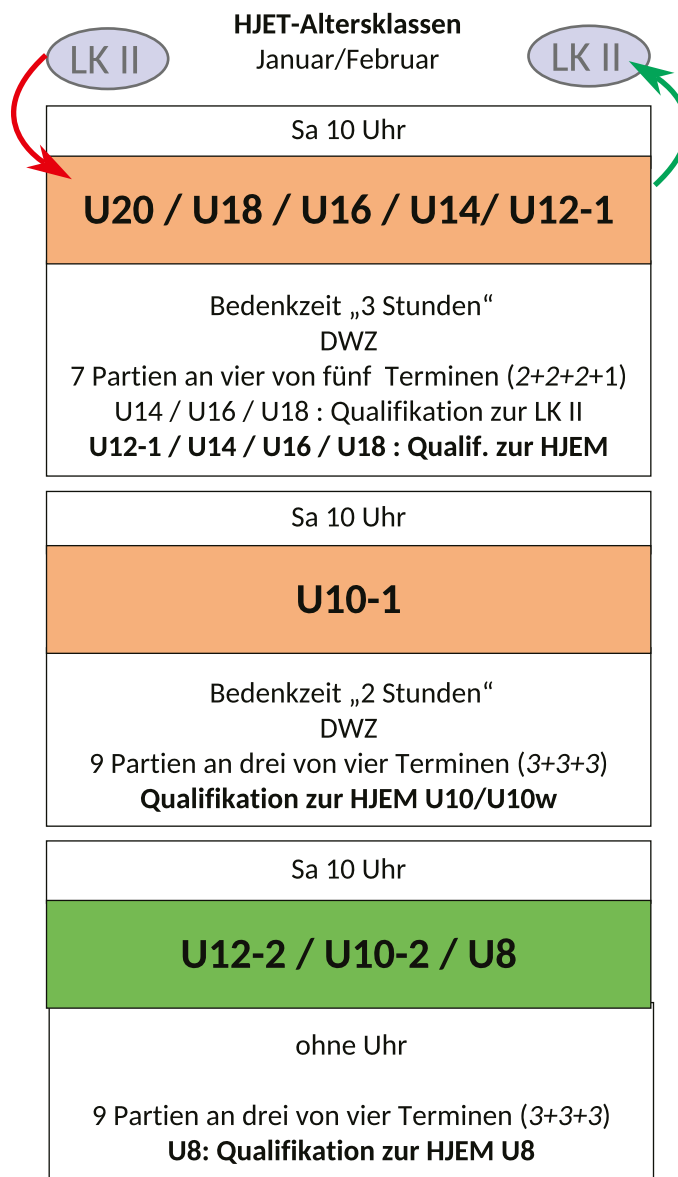 HJET-Altersklassen
Januar/Februar
LK II
LK II
Sa 10 Uhr
U20 / U18 / U16 / U14/ U12-1
Bedenkzeit „3 Stunden“
DWZ
7 Partien an vier von fünf Terminen (2+2+2+1)
U14 / U16 / U18 : Qualifikation zur LK II
U12-1 / U14 / U16 / U18 : Qualif. zur HJEM
Sa 10 Uhr
U10-1
Bedenkzeit „2 Stunden“
DWZ
9 Partien an drei von vier Terminen (3+3+3)
Qualifikation zur HJEM U10/U10w
Sa 10 Uhr
U12-2 / U10-2 / U8
ohne Uhr
9 Partien an drei von vier Terminen (3+3+3)
U8: Qualifikation zur HJEM U8